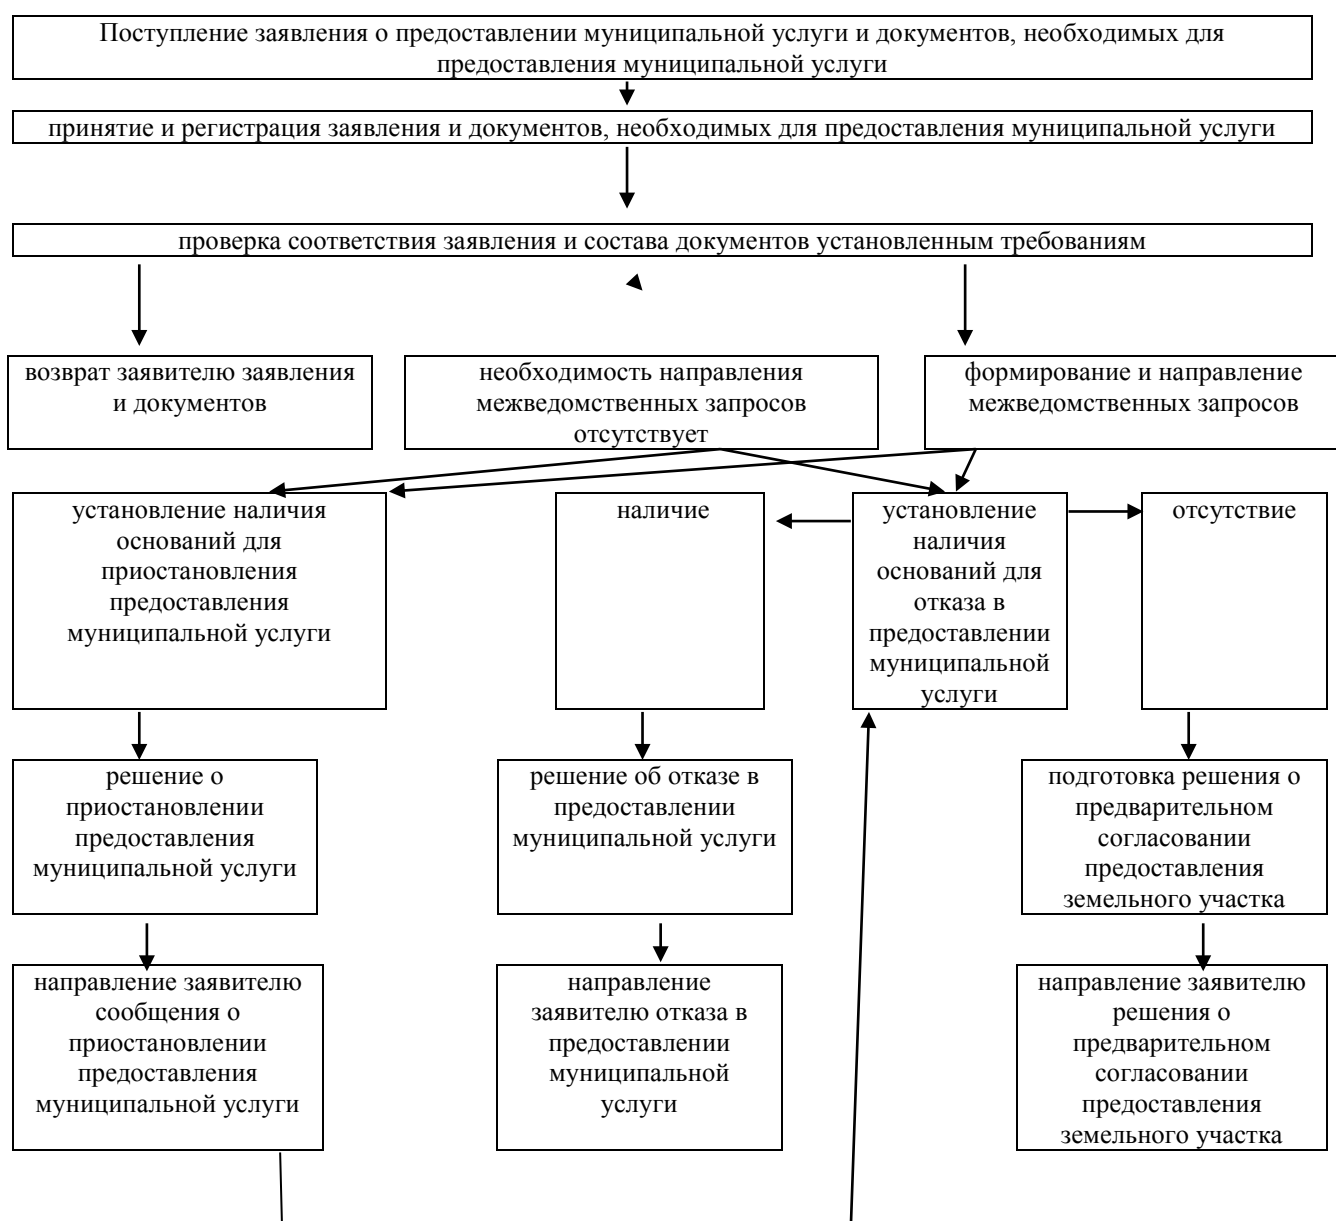 Поступление заявления о предоставлении муниципальной услуги и документов, необходимых для
предоставления муниципальной услуги
принятие и регистрация заявления и документов, необходимых для предоставления муниципальной услуги
проверка соответствия заявления и состава документов установленным требованиям
возврат заявителю заявления
и документов
необходимость направления
межведомственных запросов
отсутствует
формирование и направление
межведомственных запросов
установление наличия
оснований для
приостановления
предоставления
муниципальной услуги
наличие
установление
наличия
оснований для
отказа в
предоставлении
муниципальной
услуги
отсутствие
решение о
приостановлении
предоставления
муниципальной услуги
решение об отказе в
предоставлении
муниципальной услуги
подготовка решения о
предварительном
согласовании
предоставления
земельного участка
направление заявителю
сообщения о
приостановлении
предоставления
муниципальной услуги
направление
заявителю отказа в
предоставлении
муниципальной
услуги
направление заявителю
решения о
предварительном
согласовании
предоставления
земельного участка